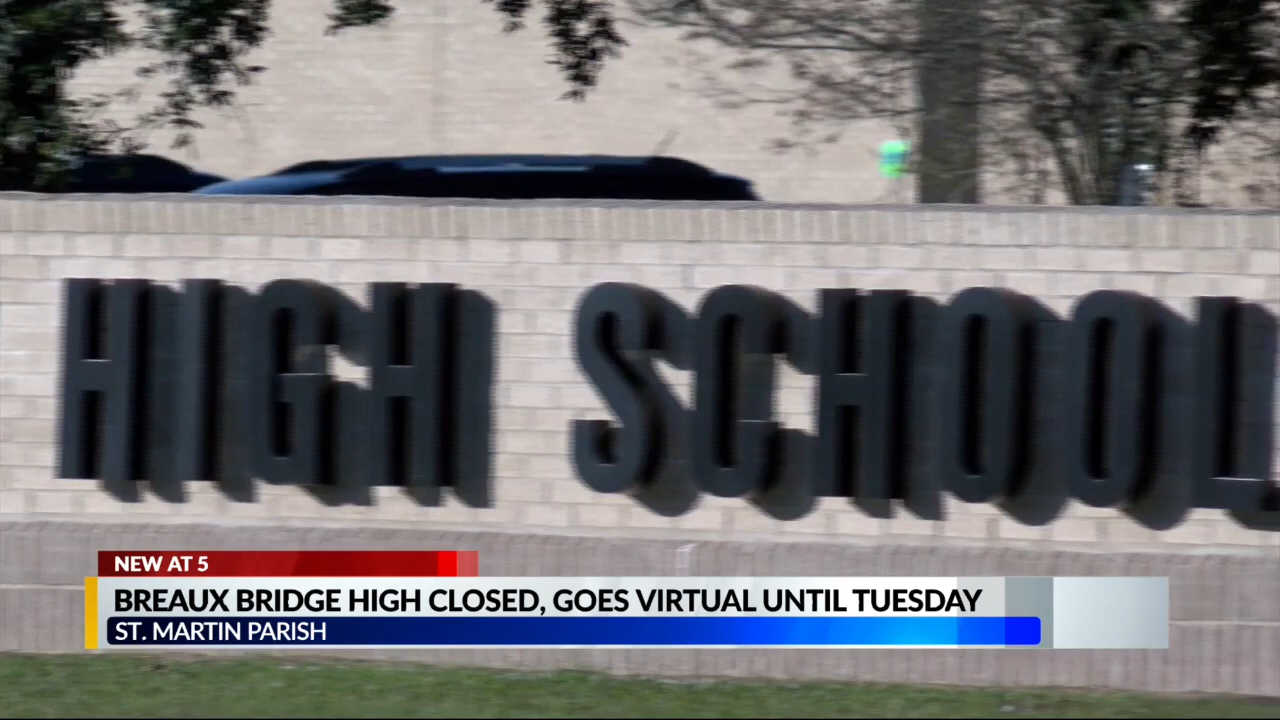 HIGH SCHOOL
NEW AT 5
BREAUX BRIDGE HIGH CLOSED, GOES VIRTUAL UNTIL TUESDAY
ST. MARTIN PARISH